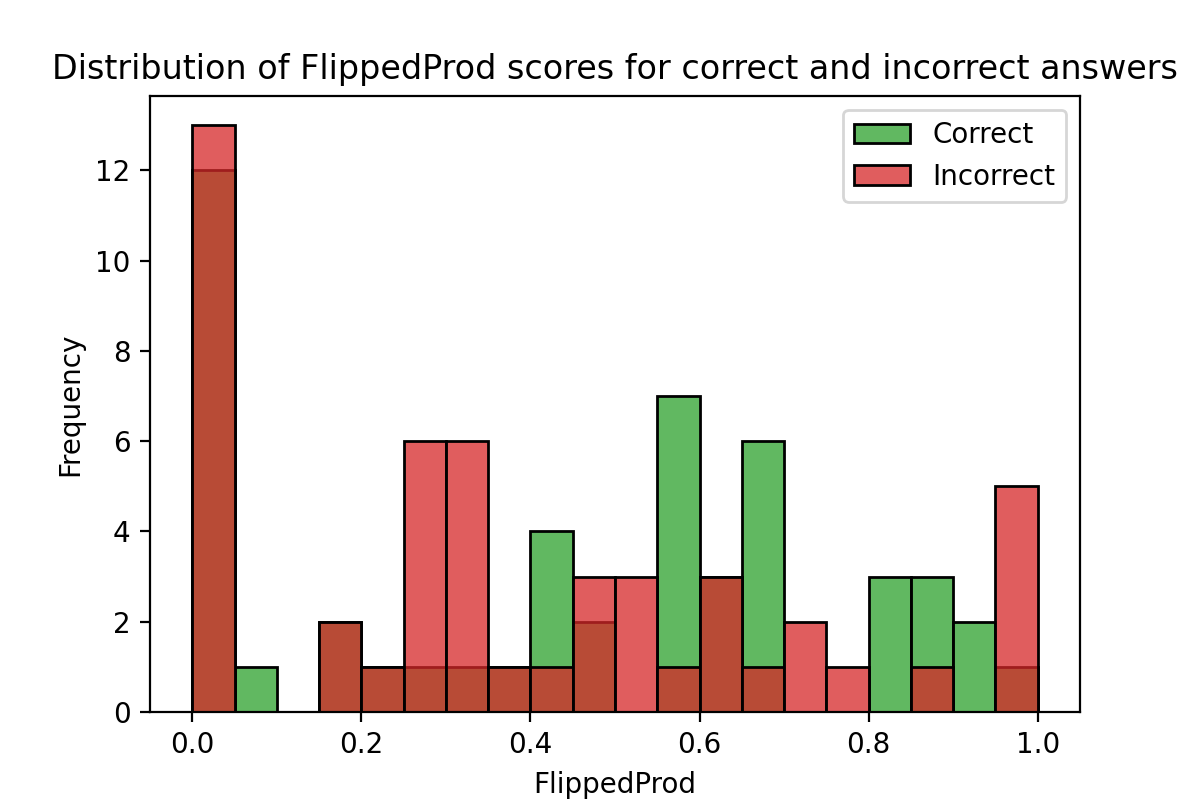 Distribution of FlippedProd scores for correct and incorrect answers
Correct
Incorrect
Frequency
12
10
8
6
4
2
0
0.0 0.2 0.4 0.6 0.8 1.0
FlippedProd